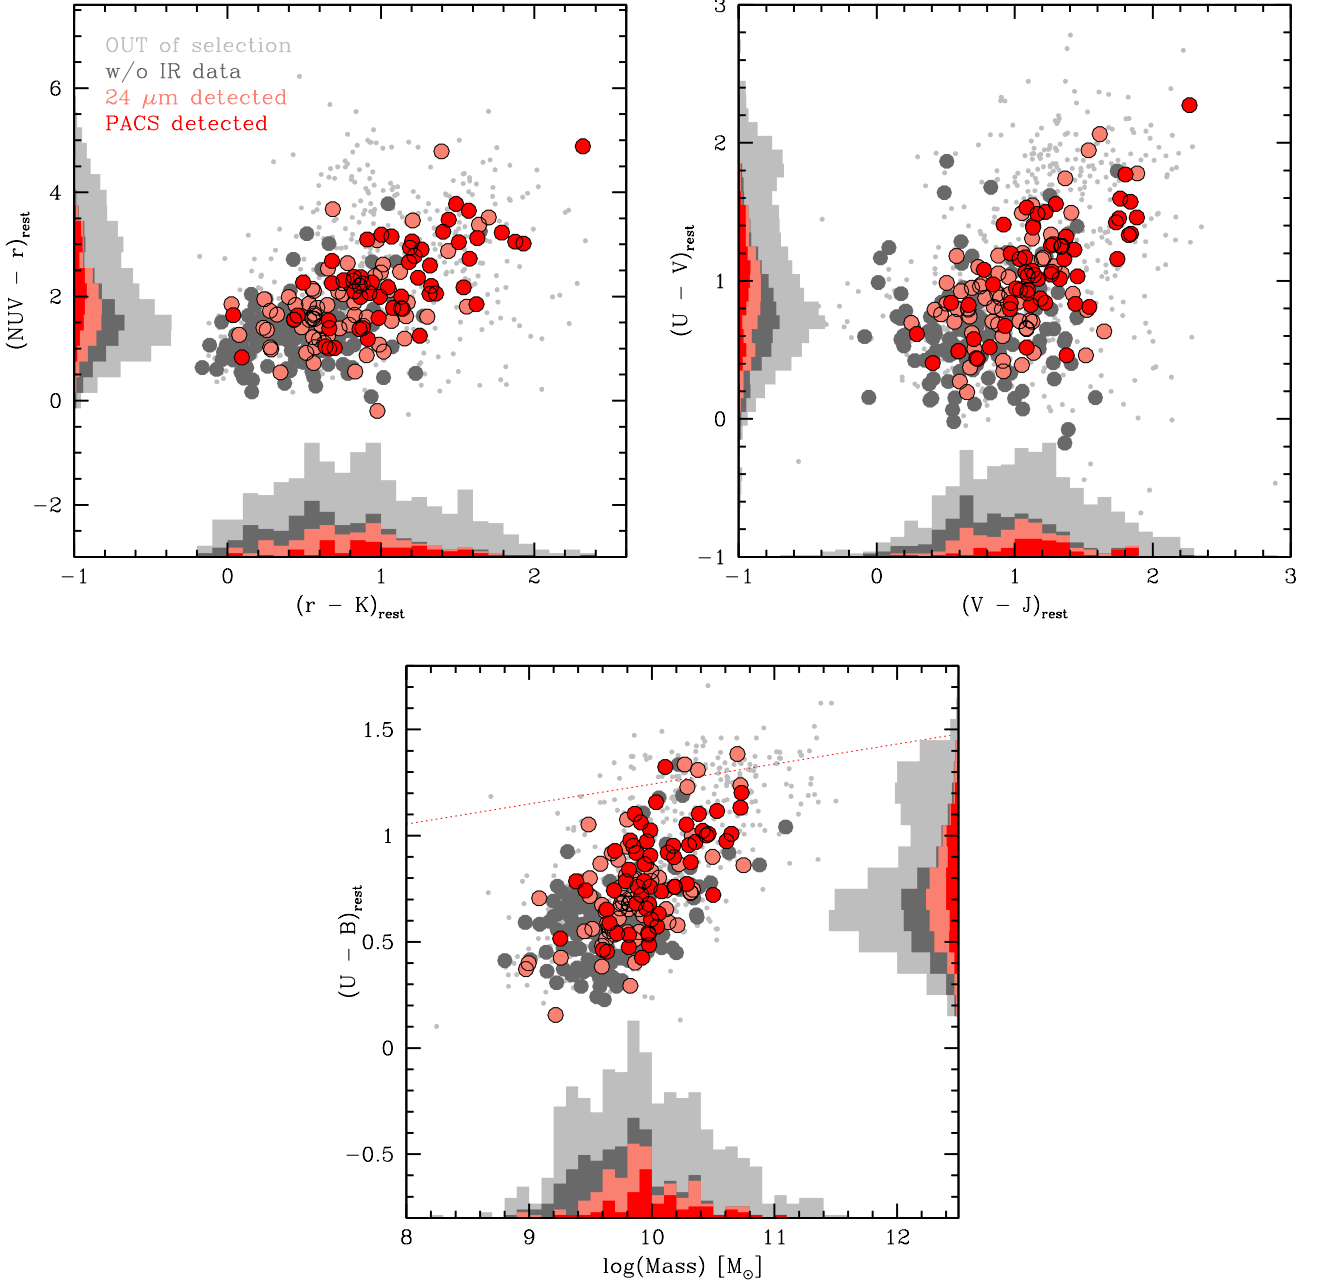 OUT of selection
w/o IR data
24 μm detected
PACS detected
6
4
2
0
−2
(NUV − r)rest
−1
0
1
2
(r − K)rest
3
2
1
0
−1
(U − V)rest
−1
0
1
2
3
(V − J)rest
1.5
1
0.5
0
−0.5
(U − B)rest
8
9
10
11
12
log(Mass) [M⊙]